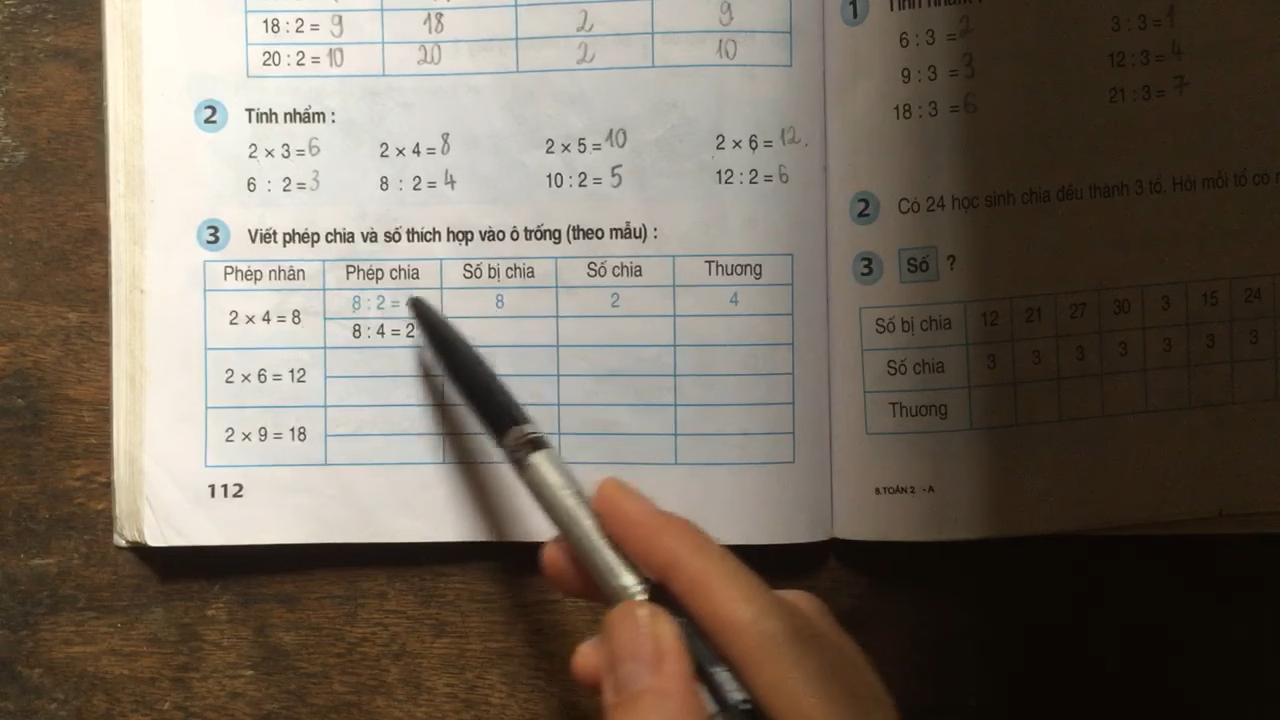 18 : 2 = 9 18 2 9
20 : 2 = 10 20 2 10
2 Tính nhẩm :
2 × 3 = 6 2 × 4 = 8 2 × 5 = 10 2 × 6 = 12.
6 : 2 = 3 8 : 2 = 4 10 : 2 = 5 12 : 2 = 6
3 Viết phép chia và số thích hợp vào ô trống (theo mẫu) :
Phép nhân Phép chia Số bị chia Số chia Thương
2 × 4 = 8 8 : 2 = 8 2 4
8 : 4 = 2
2 × 6 = 12
2 × 9 = 18
112
1 Tính nhẩm :
6 : 3 = 2 3 : 3 = 1
9 : 3 = 3 12 : 3 = 4
18 : 3 = 6 21 : 3 = 7
2 Có 24 học sinh chia đều thành 3 tổ. Hỏi mỗi tổ có
3 Số ?
Số bị chia 12 21 27 30 3 15 24
Số chia 3 3 3 3 3 3 3
Thương
8.TOÁN 2 - A